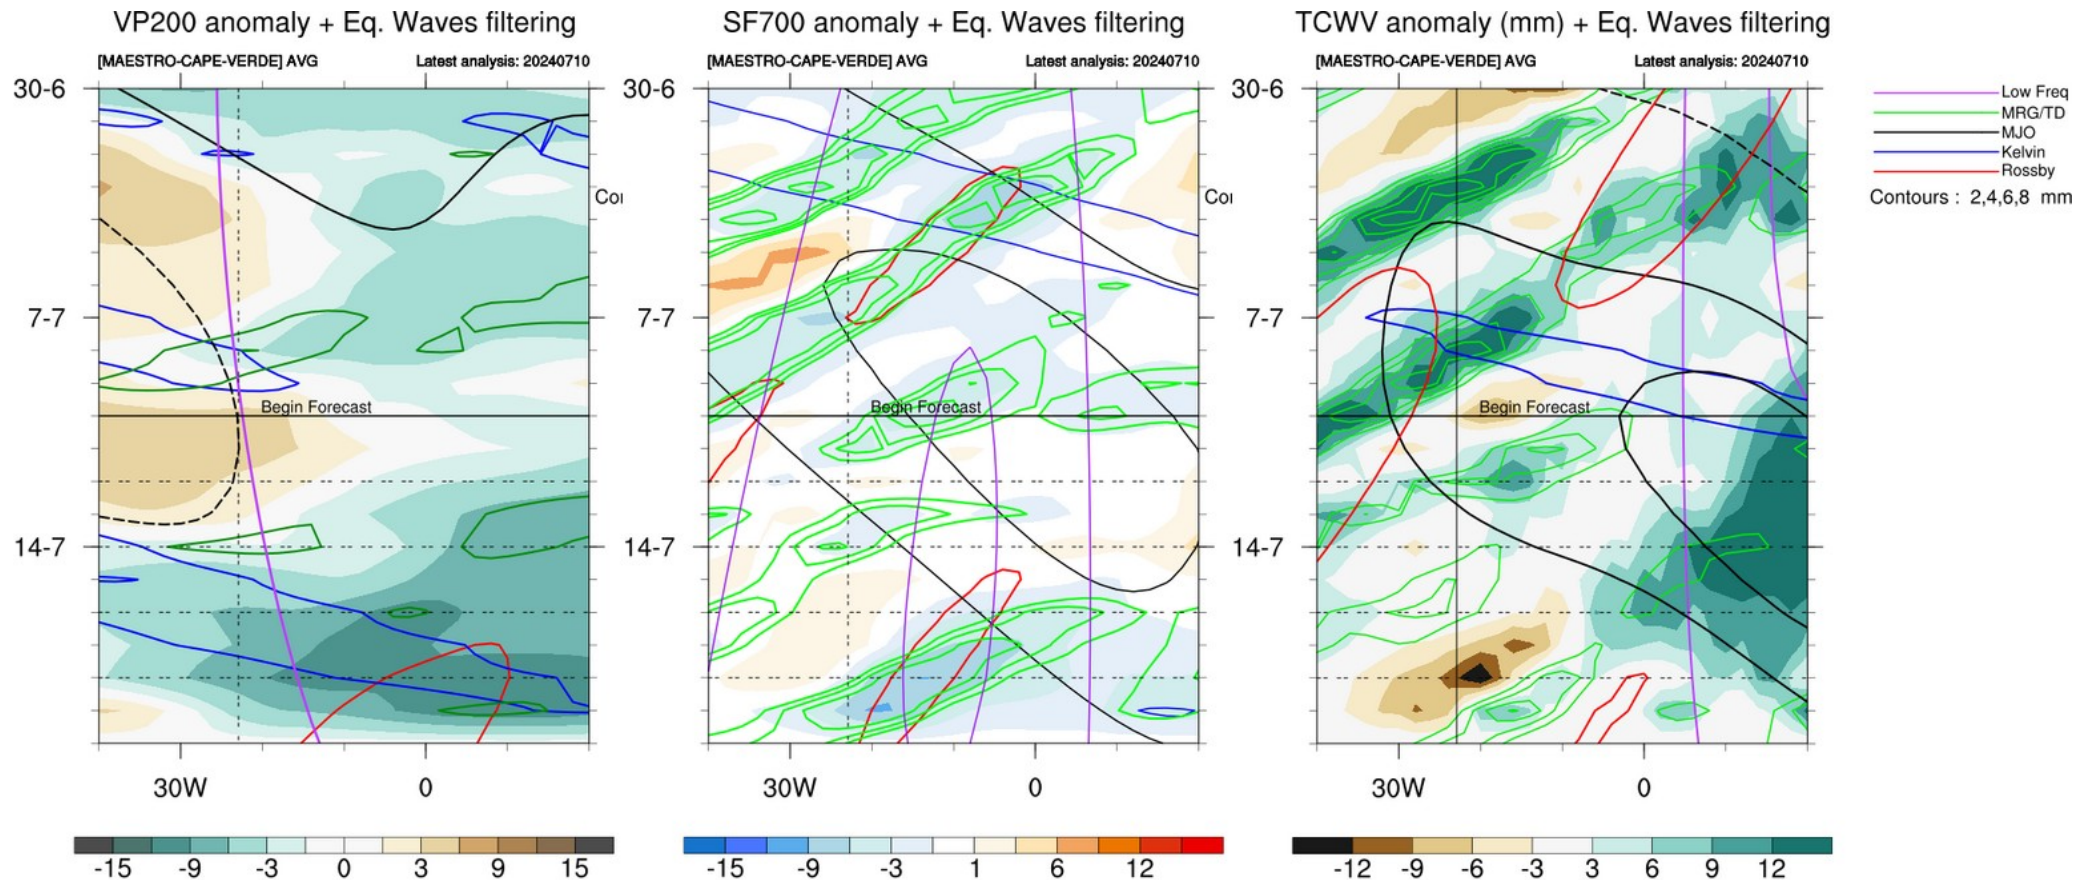 VP200 anomaly + Eq. Waves filtering
[MAESTRO-CAPE-VERDE] AVG Latest analysis: 20240710
30-6
7-7
14-7
Begin Forecast
Coı
30W 0
-15 -9 -3 0 3 9 15
SF700 anomaly + Eq. Waves filtering
[MAESTRO-CAPE-VERDE] AVG Latest analysis: 20240710
30-6
7-7
14-7
Begin Forecast
Coı
30W 0
-15 -9 -3 1 6 12
TCWV anomaly (mm) + Eq. Waves filtering
[MAESTRO-CAPE-VERDE] AVG Latest analysis: 20240710
30-6
7-7
14-7
Begin Forecast
30W 0
-12 -9 -6 -3 3 6 9 12
Low Freq
MRG/TD
MJO
Kelvin
Rossby
Contours : 2,4,6,8 mm